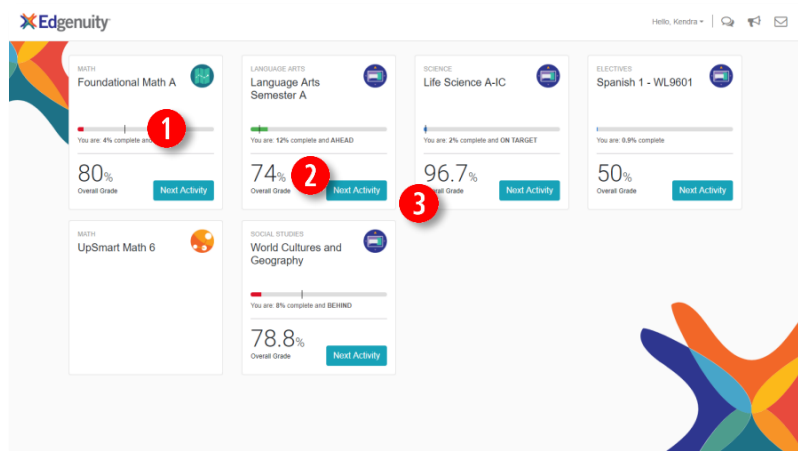 Edgenuity
Hello, Kendra
MATH
Foundational Math A
You are: 4% complete and
80%
Overall Grade
Next Activity
1
LANGUAGE ARTS
Language Arts
Semester A
You are: 12% complete and AHEAD
74%
Overall Grade
Next Activity
2
SCIENCE
Life Science A-IC
You are: 2% complete and ON TARGET
96.7%
Grade
Next Activity
3
ELECTIVES
Spanish 1 - WL9601
You are: 0.9% complete
50%
Overall Grade
Next Activity
MATH
UpSmart Math 6
SOCIAL STUDIES
World Cultures and
Geography
You are: 8% complete and BEHIND
78.8%
Overall Grade
Next Activity